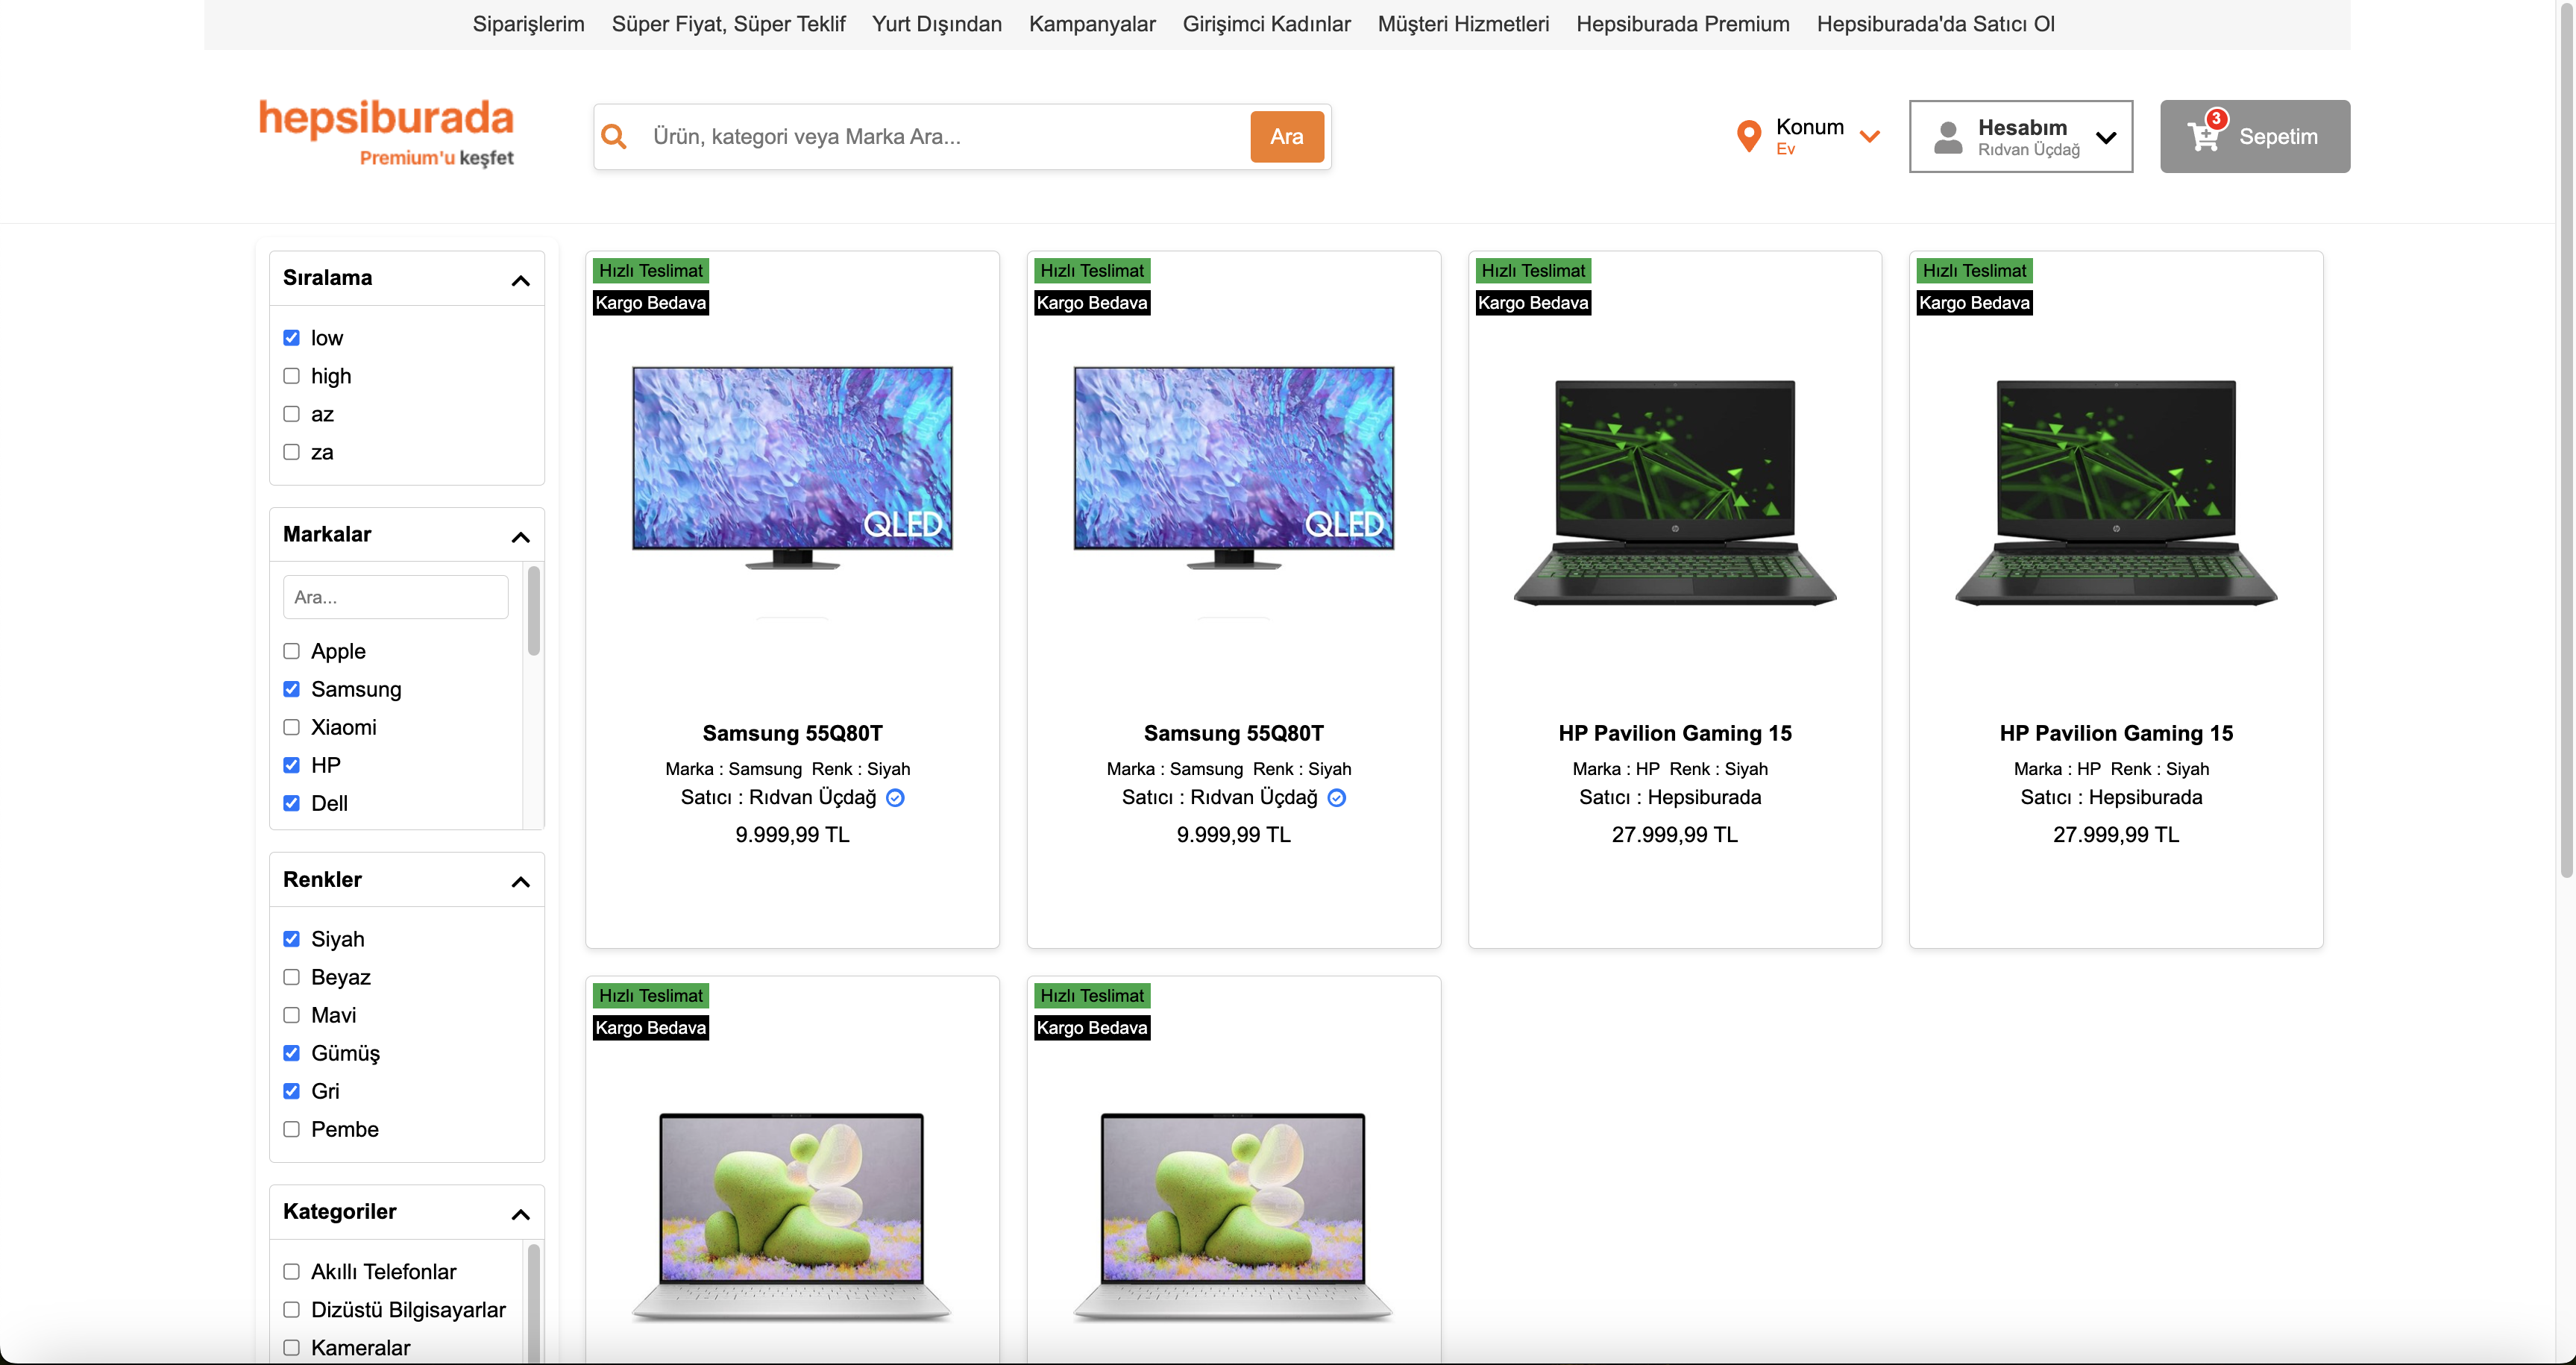 Siparişlerim Süper Fiyat, Süper Teklif Yurt Dışından Kampanyalar Girişimci Kadınlar Müşteri Hizmetleri Hepsiburada Premium Hepsiburada'da Satıcı Ol
hepsiburada
Premium'u keşfet
Ürün, kategori veya Marka Ara...
Ara
Konum
Ev
Hesabım
Rıdvan Üçdağ
3
Sepetim
Sıralama
low
high
az
za
Markalar
Ara...
Apple
Samsung
Xiaomi
HP
Dell
Renkler
Siyah
Beyaz
Mavi
Gümüş
Gri
Pembe
Kategoriler
Akıllı Telefonlar
Dizüstü Bilgisayarlar
Kameralar
Hızlı Teslimat
Kargo Bedava
QLED
Samsung 55Q80T
Marka : Samsung Renk : Siyah
Satıcı : Rıdvan Üçdağ
9.999,99 TL
Hızlı Teslimat
Kargo Bedava
QLED
Samsung 55Q80T
Marka : Samsung Renk : Siyah
Satıcı : Rıdvan Üçdağ
9.999,99 TL
Hızlı Teslimat
Kargo Bedava
HP Pavilion Gaming 15
Marka : HP Renk : Siyah
Satıcı : Hepsiburada
27.999,99 TL
Hızlı Teslimat
Kargo Bedava
HP Pavilion Gaming 15
Marka : HP Renk : Siyah
Satıcı : Hepsiburada
27.999,99 TL
Hızlı Teslimat
Kargo Bedava
Hızlı Teslimat
Kargo Bedava